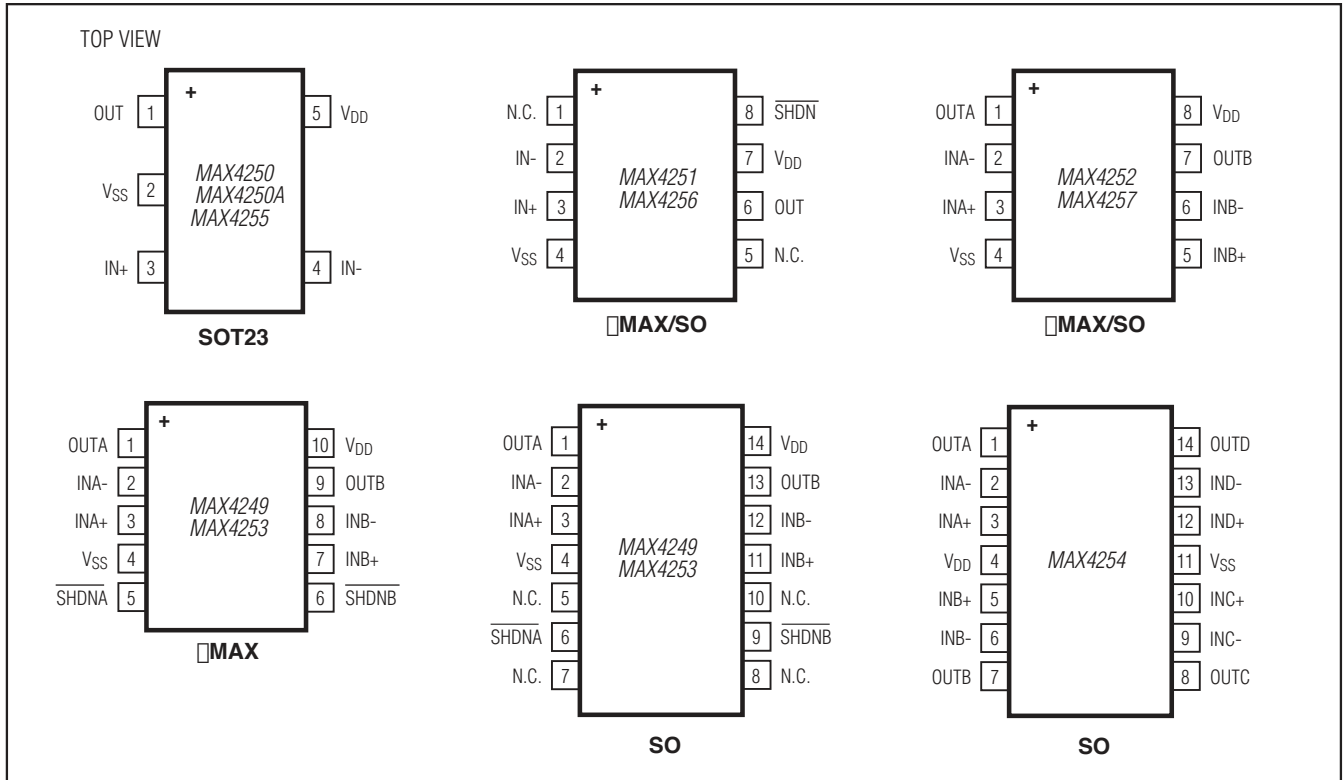 TOP VIEW
+
OUT 1
VSS 2
IN+ 3
5 VDD
4 IN-
MAX4250
MAX4250A
MAX4255
SOT23
+
N.C. 1
IN- 2
IN+ 3
VSS 4
8 SHDN
7 VDD
6 OUT
5 N.C.
MAX4251
MAX4256
▯MAX/SO
+
OUTA 1
INA- 2
INA+ 3
VSS 4
8 VDD
7 OUTB
6 INB-
5 INB+
MAX4252
MAX4257
▯MAX/SO
+
OUTA 1
INA- 2
INA+ 3
VSS 4
SHDNA 5
10 VDD
9 OUTB
8 INB-
7 INB+
6 SHDNB
MAX4249
MAX4253
▯MAX
+
OUTA 1
INA- 2
INA+ 3
VSS 4
N.C. 5
SHDNA 6
N.C. 7
14 VDD
13 OUTB
12 INB-
11 INB+
10 N.C.
9 SHDNB
8 N.C.
MAX4249
MAX4253
SO
+
OUTA 1
INA- 2
INA+ 3
VDD 4
INB+ 5
INB- 6
OUTB 7
14 OUTD
13 IND-
12 IND+
11 VSS
10 INC+
9 INC-
8 OUTC
MAX4254
SO